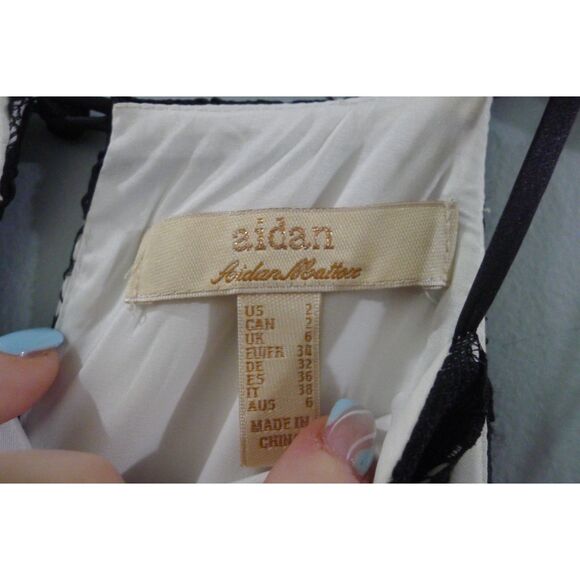 aidan
Aidan Mattox
US 2
CAN 2
UK 6
EU/FR 34
DE 32
ES 36
IT 38
AUS 6
MADE IN
CHINA